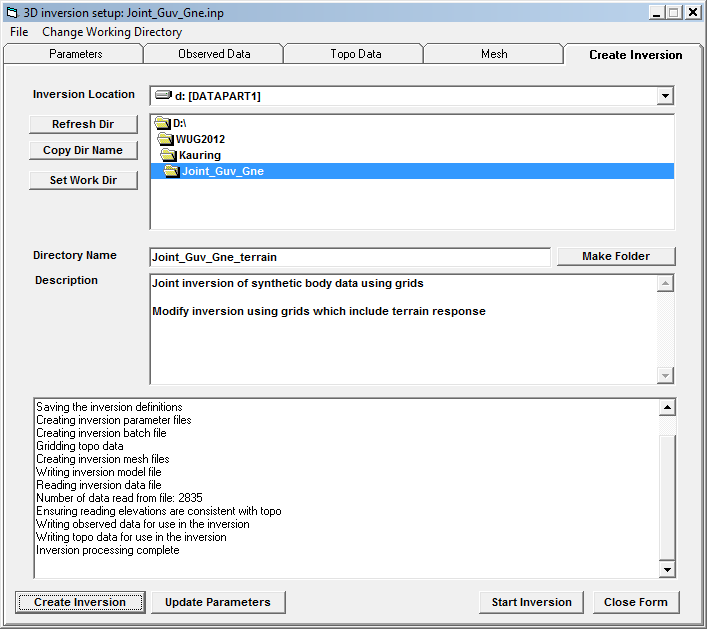 3D inversion setup: Joint_Guv_Gne.inp
File Change Working Directory
Parameters Observed Data Topo Data Mesh Create Inversion
Inversion Location d: [DATAPART1]
Refresh Dir
Copy Dir Name
Set Work Dir
D:\
WUG2012
Kauring
Joint_Guv_Gne
Directory Name Joint_Guv_Gne_terrain Make Folder
Description
Joint inversion of synthetic body data using grids
Modify inversion using grids which include terrain response
Saving the inversion definitions
Creating inversion parameter files
Creating inversion batch file
Gridding topo data
Creating inversion mesh files
Writing inversion model file
Reading inversion data file
Number of data read from file: 2835
Ensuring reading elevations are consistent with topo
Writing observed data for use in the inversion
Writing topo data for use in the inversion
Inversion processing complete
Create Inversion Update Parameters Start Inversion Close Form